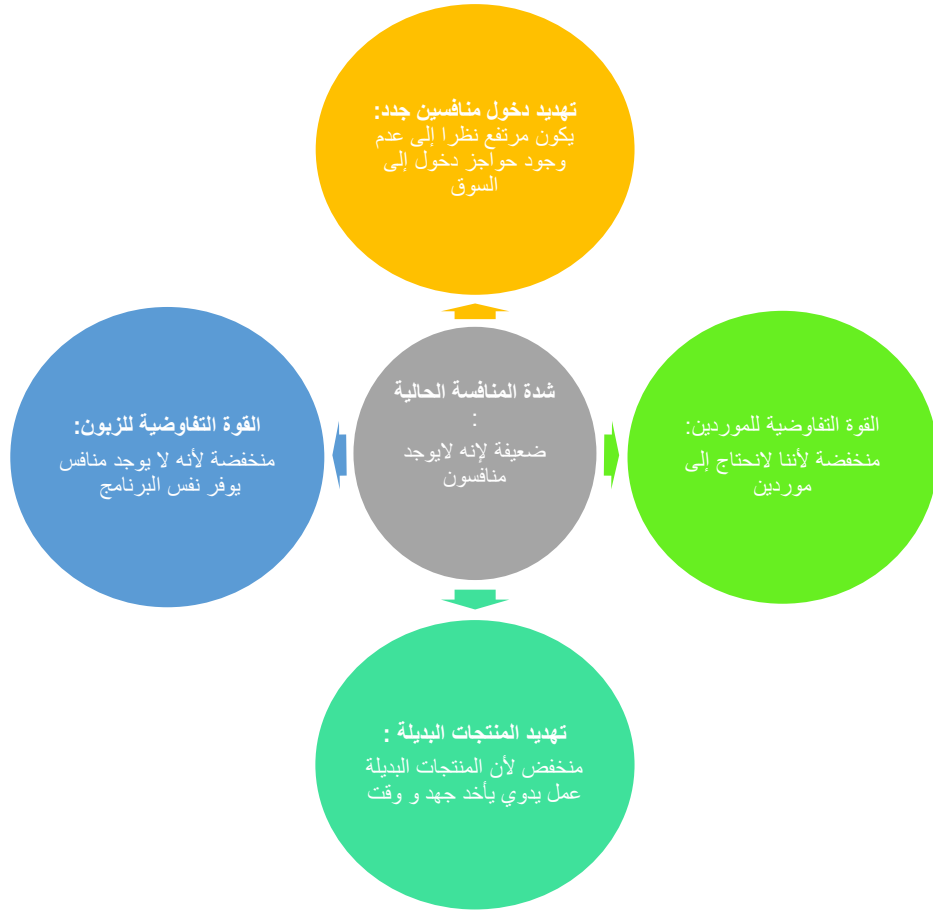 تهديد دخول منافسين جدد:
يكون مرتفع نظرا إلى عدم
وجود حواجز دخول إلى
السوق
شدة المنافسة الحالية
:
ضعيفة لإنه لايوجد
منافسون
القوة التفاوضية للموردين:
منخفضة لأننا لانحتاج إلى
موردين
القوة التفاوضية للزبون:
منخفضة لأنه لا يوجد منافس
يوفر نفس البرنامج
تهديد المنتجات البديلة :
منخفض لأن المنتجات البديلة
عمل يدوي يأخد جهد و وقت